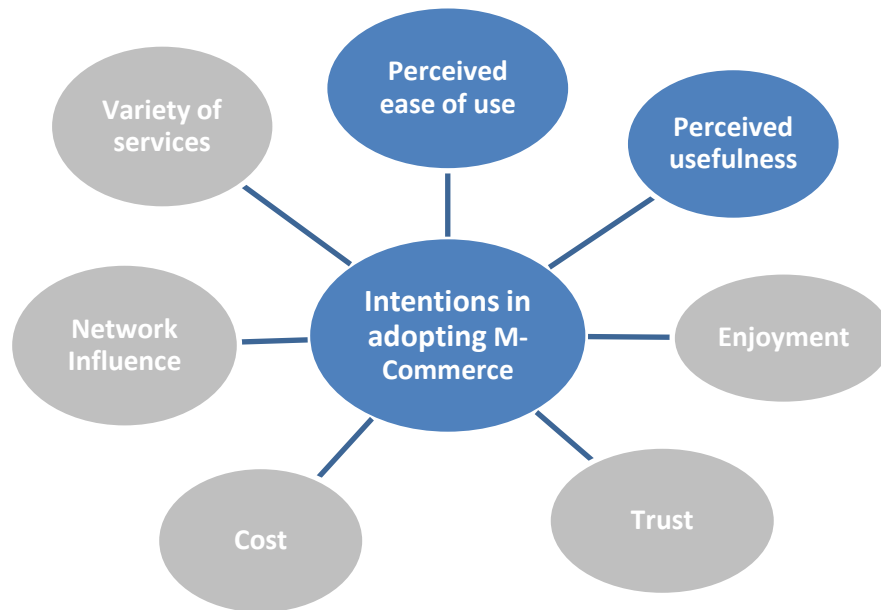 Perceived
ease of use
Variety of
services
Perceived
usefulness
Intentions in
adopting M-
Commerce
Network
Influence
Enjoyment
Cost
Trust